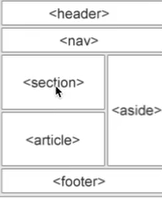 <header>
<nav>
<section>
<aside>
<article>
<footer>